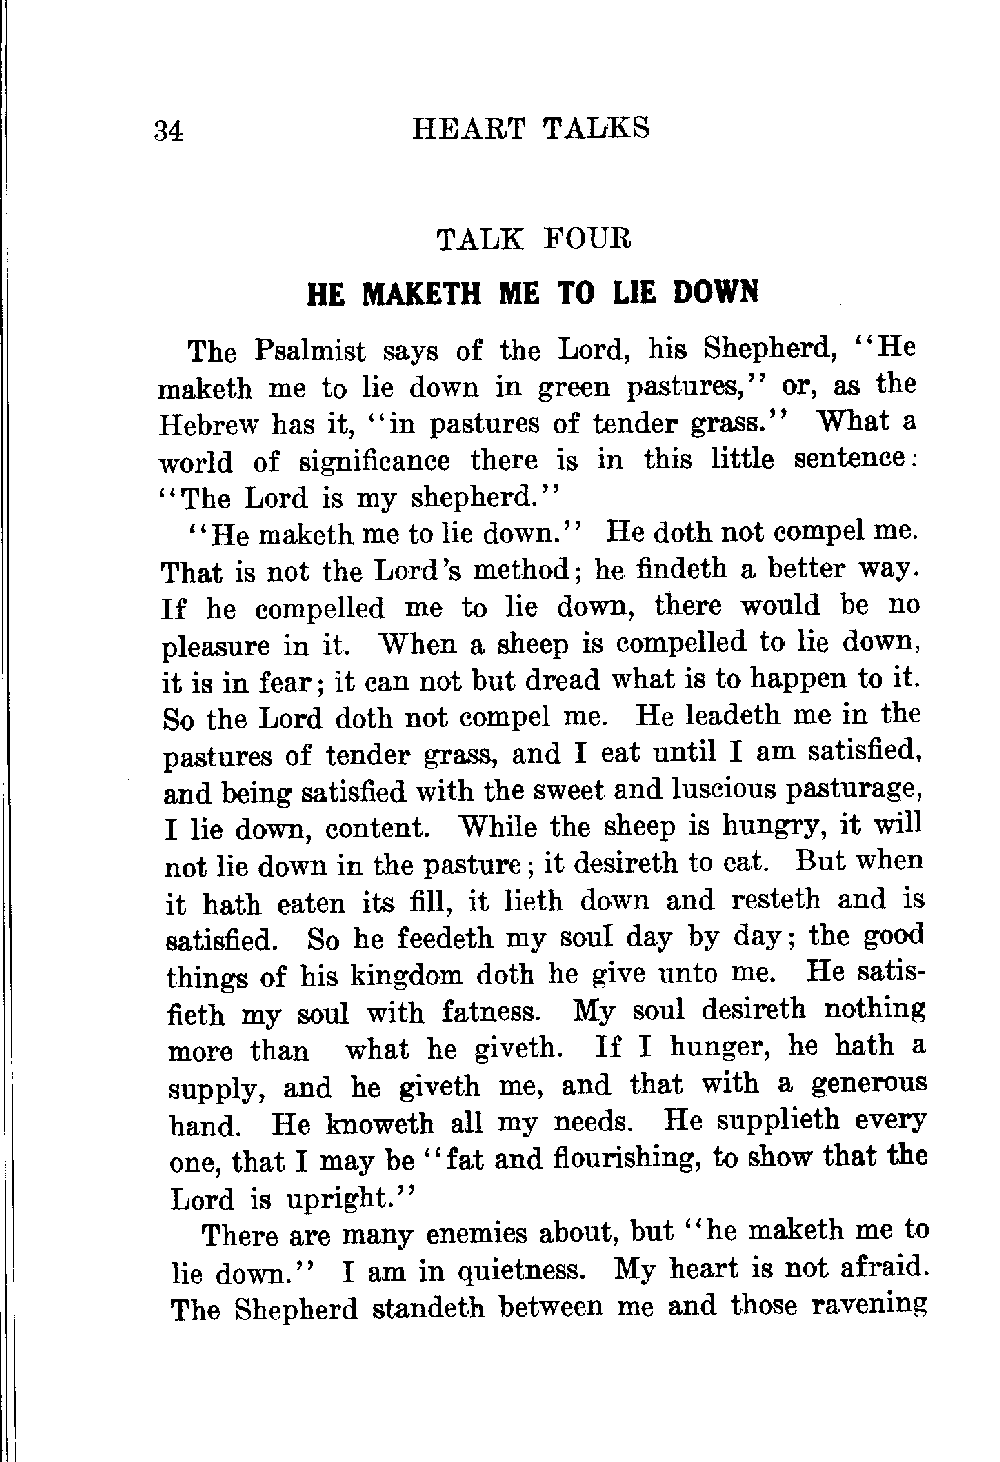 34 HEART TALKS
TALK FOUR
HE MAKETH ME TO LIE DOWN
The Psalmist says of the Lord, his Shepherd, "He
maketh me to lie down in green pastures," or, as the
Hebrew has it, "in pastures of tender grass." What a
world of significance there is in this little sentence:
"The Lord is my shepherd."
"He maketh me to lie down." He doth not compel me.
That is not the Lord's method; he findeth a better way.
If he compelled me to lie down, there would be no
pleasure in it. When a sheep is compelled to lie down,
it is in fear; it can not but dread what is to happen to it.
So the Lord doth not compel me. He leadeth me in the
pastures of tender grass, and I eat until I am satisfied,
and being satisfied with the sweet and luscious pasturage,
I lie down, content. While the sheep is hungry, it will
not lie down in the pasture; it desireth to eat. But when
it hath eaten its fill, it lieth down and resteth and is
satisfied. So he feedeth my soul day by day; the good
things of his kingdom doth he give unto me. He satis-
fieth my soul with fatness. My soul desireth nothing
more than what he giveth. If I hunger, he hath a
supply, and he giveth me, and that with a generous
hand. He knoweth all my needs. He supplieth every
one, that I may be "fat and flourishing, to show that the
Lord is upright."
There are many enemies about, but "he maketh me to
lie down." I am in quietness. My heart is not afraid.
The Shepherd standeth between me and those ravening